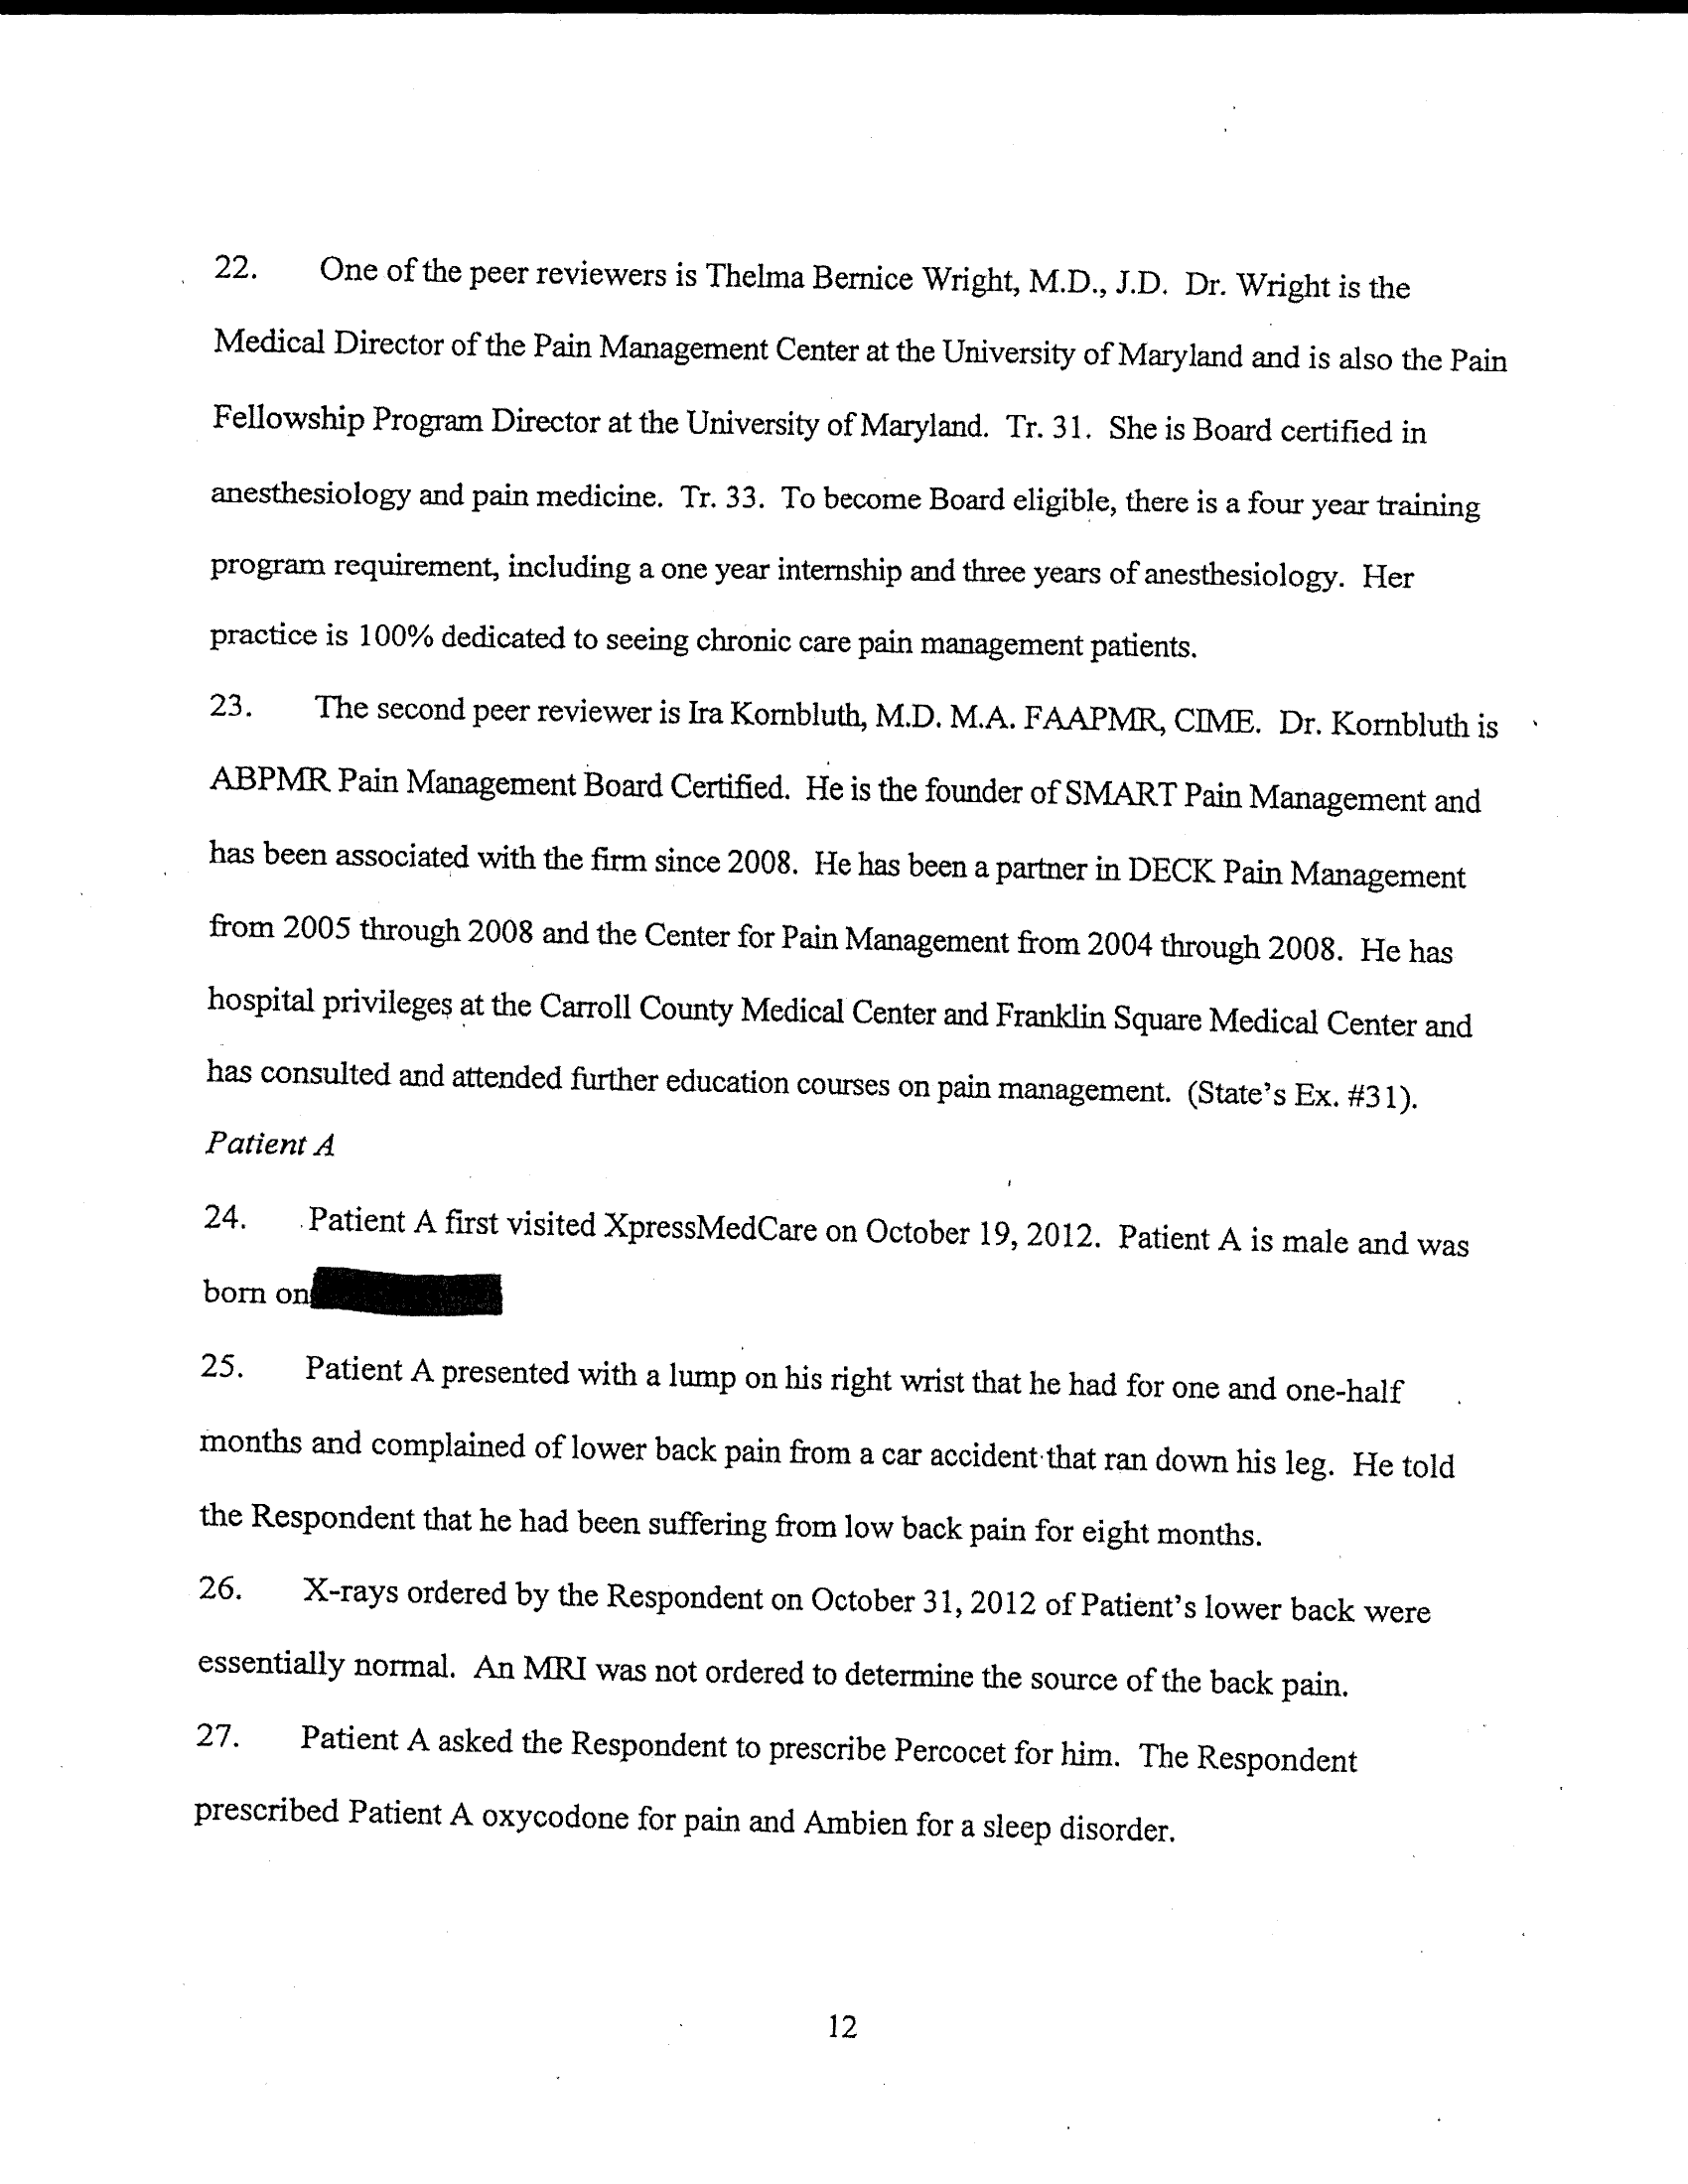 22. One of the peer reviewers is Thelma Bernice Wright, M.D., J.D. Dr. Wright is the
Medical Director of the Pain Management Center at the University of Maryland and is also the Pain
Fellowship Program Director at the University of Maryland. Tr. 31. She is Board certified in
anesthesiology and pain medicine. Tr. 33. To become Board eligible, there is a four year training
program requirement, including a one year internship and three years of anesthesiology. Her
practice is 100% dedicated to seeing chronic care pain management patients.
23. The second peer reviewer is Ira Kornbluth, M.D. M.A. FAAPMR, CIME. Dr. Kornbluth is
ABPMR Pain Management Board Certified. He is the founder of SMART Pain Management and
has been associated with the firm since 2008. He has been a partner in DECK Pain Management
from 2005 through 2008 and the Center for Pain Management from 2004 through 2008. He has
hospital privileges at the Carroll County Medical Center and Franklin Square Medical Center and
has consulted and attended further education courses on pain management. (State's Ex. #31).
Patient A
24. Patient A first visited XpressMedCare on October 19, 2012. Patient A is male and was
born on
25. Patient A presented with a lump on his right wrist that he had for one and one-half
months and complained of lower back pain from a car accident that ran down his leg. He told
the Respondent that he had been suffering from low back pain for eight months.
26. X-rays ordered by the Respondent on October 31, 2012 of Patient's lower back were
essentially normal. An MRI was not ordered to determine the source of the back pain.
27. Patient A asked the Respondent to prescribe Percocet for him. The Respondent
prescribed Patient A oxycodone for pain and Ambien for a sleep disorder.
12